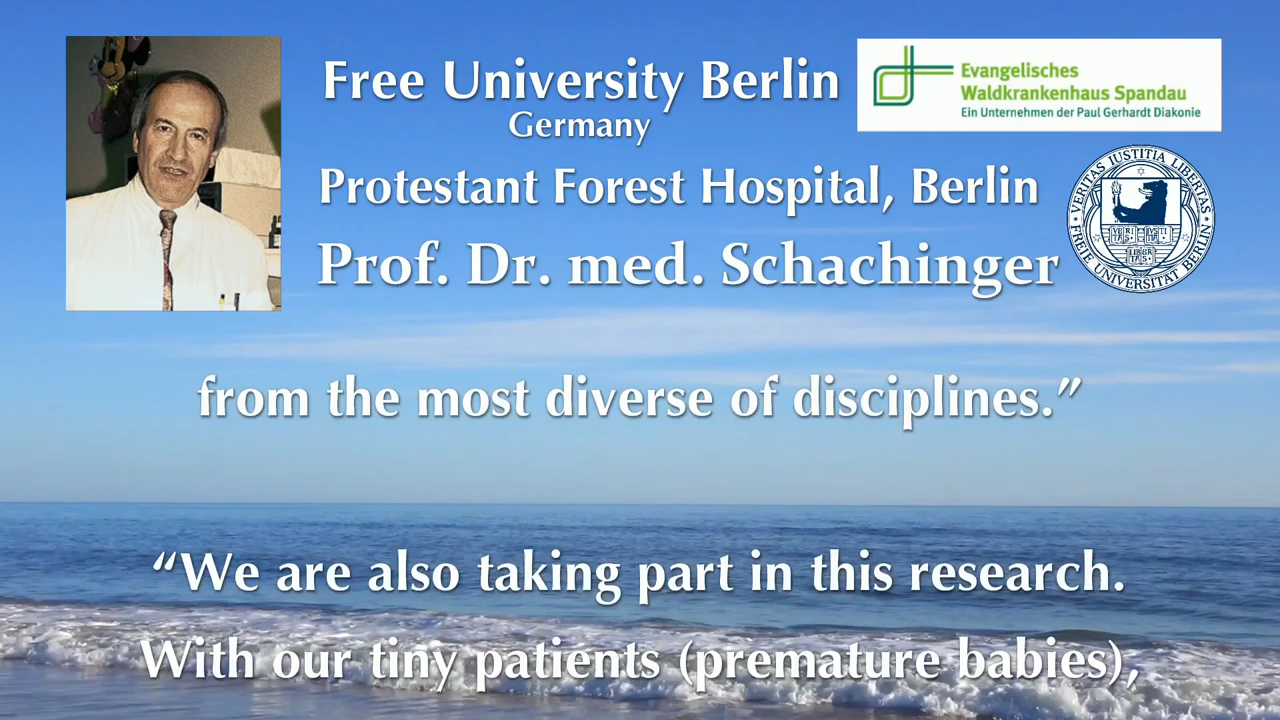 Free University Berlin
Germany
Evangelisches
Waldkrankenhaus Spandau
Ein Unternehmen der Paul Gerhardt Diakonie
Protestant Forest Hospital, Berlin
VERITAS IUSTITIA LIBERTAS
FREIE UNIVERSITÄT BERLIN
Prof. Dr. med. Schachinger
from the most diverse of disciplines.”
“We are also taking part in this research.
With our tiny patients (premature babies),